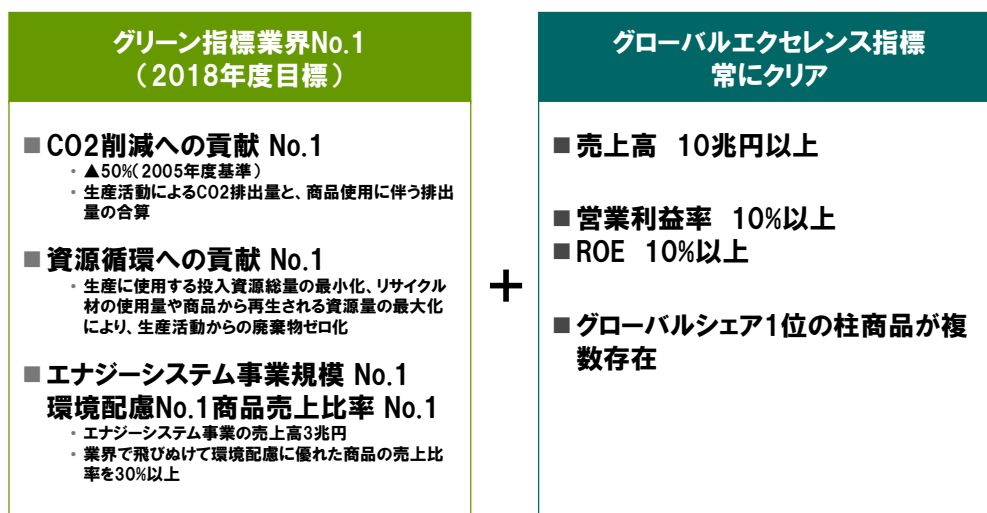 グリーン指標業界No.1
（2018年度目標）
■ CO2削減への貢献 No.1
・ ▲50%（2005年度基準）
・ 生産活動によるCO2排出量と、商品使用に伴う排出
量の合算
■ 資源循環への貢献 No.1
・ 生産に使用する投入資源総量の最小化、リサイクル
材の使用量や商品から再生される資源量の最大化
により、生産活動からの廃棄物ゼロ化
■ エナジーシステム事業規模 No.1
環境配慮No.1商品売上比率 No.1
・ エナジーシステム事業の売上高3兆円
・ 業界で飛びぬけて環境配慮に優れた商品の売上比
率を30%以上
+
グローバルエクセレンス指標
常にクリア
■ 売上高　10兆円以上
■ 営業利益率　10%以上
■ ROE　10%以上
■ グローバルシェア1位の柱商品が複
数存在